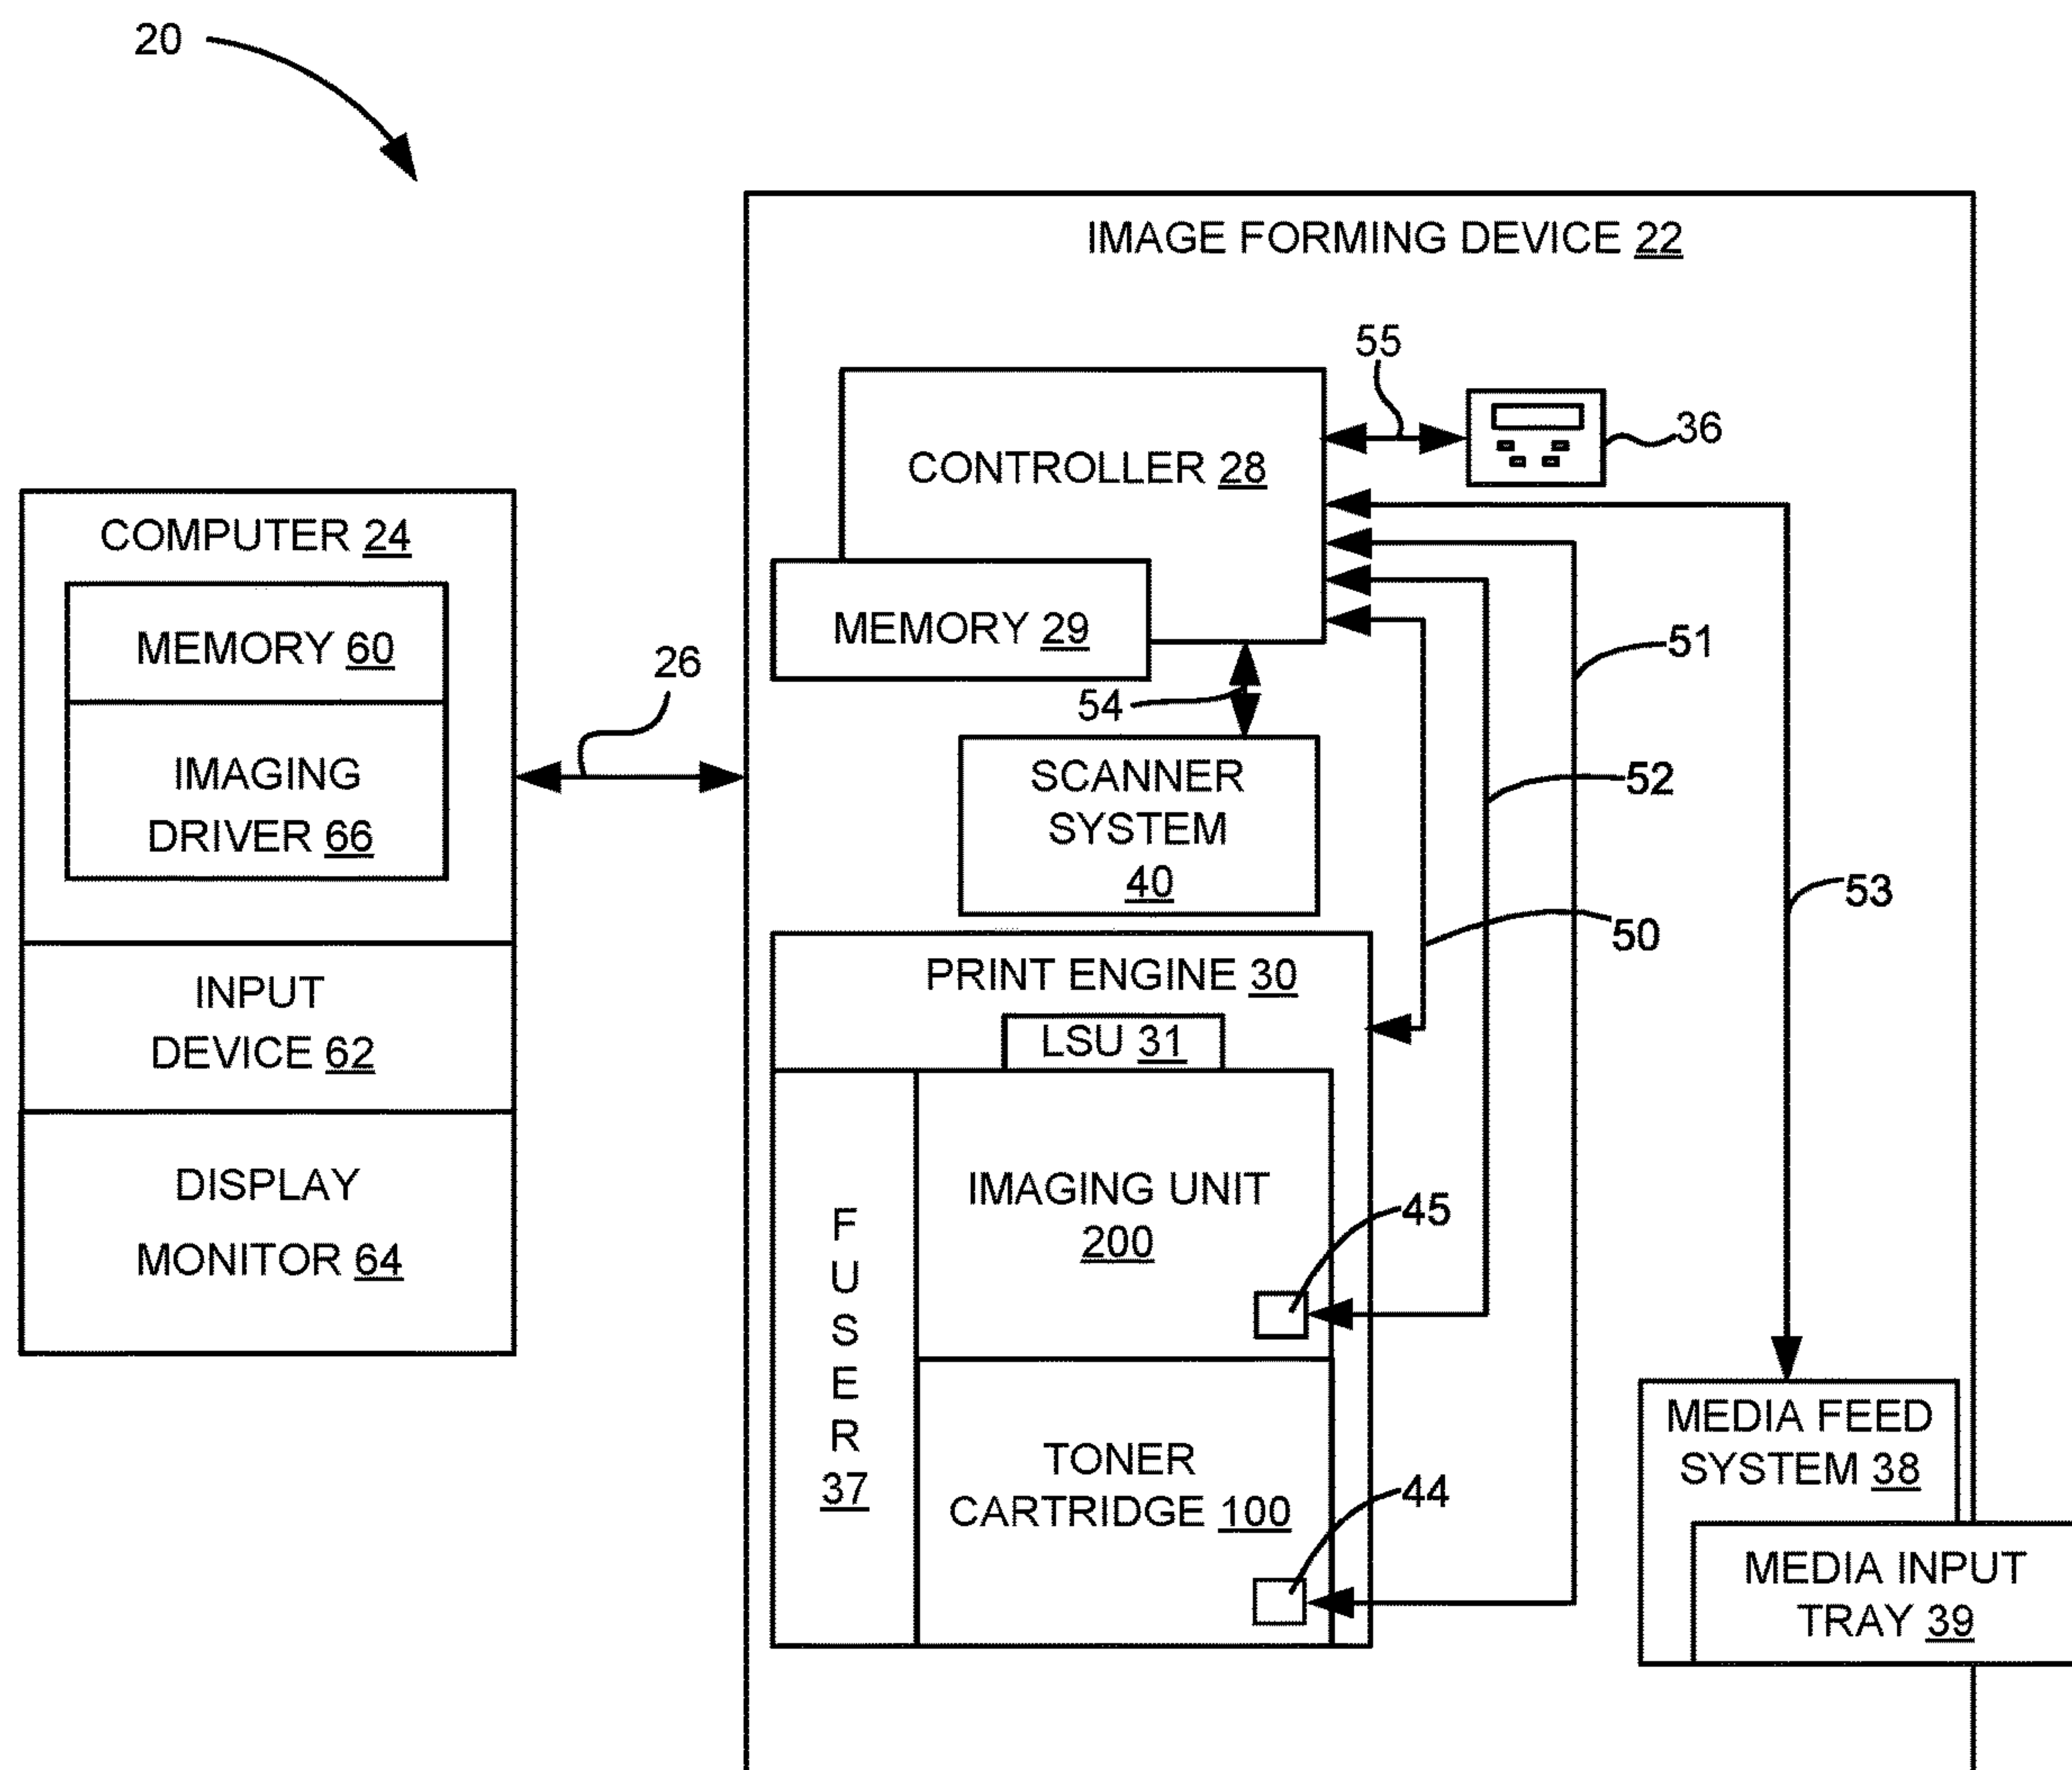 20
IMAGE FORMING DEVICE 22
55
36
CONTROLLER 28
MEMORY 29
54
SCANNER
SYSTEM
40
51
52
53
50
COMPUTER 24
MEMORY 60
IMAGING
DRIVER 66
INPUT
DEVICE 62
DISPLAY
MONITOR 64
26
PRINT ENGINE 30
LSU 31
FUSER
37
IMAGING UNIT
200
45
TONER
CARTRIDGE 100
44
MEDIA FEED
SYSTEM 38
MEDIA INPUT
TRAY 39